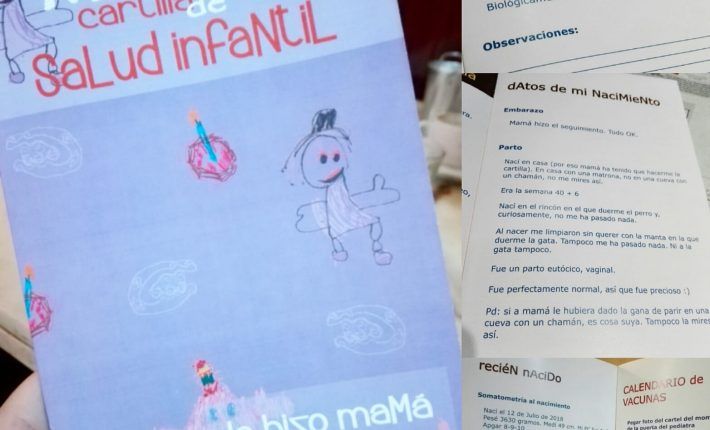 cartilla de
SaLud iNfaNtiL
lo hizo maMá
Observaciones:
dAtos de mi NaciMieNto
Embarazo
Mamá hizo el seguimiento. Todo OK.
Parto
Nací en casa (por eso mamá ha tenido que hacerme la
cartilla). En casa con una matrona, no en una cueva con
un chamán, no me mires así.
Era la semana 40 + 6
Nací en el rincón en el que duerme el perro y,
curiosamente, no me ha pasado nada.
Al nacer me limpiaron sin querer con la manta en la que
duerme la gata. Tampoco me ha pasado nada. Ni a la
gata tampoco.
Fue un parto eutócico, vaginal.
Fue perfectamente normal, así que fue precioso :)
Pd: si a mamá le hubiera dado la gana de parir en una
cueva con un chamán, es cosa suya. Tampoco la mires
así.
reciéN nAciDo
Somatometría al nacimiento
Nací el 12 de Julio de 2018
Pesé 3630 gramos. Medí 49 cm.
Apgar 8-9-10
CALENDARIO de
VACUNAS
Pegar foto del cartel del
de la puerta del pediatra